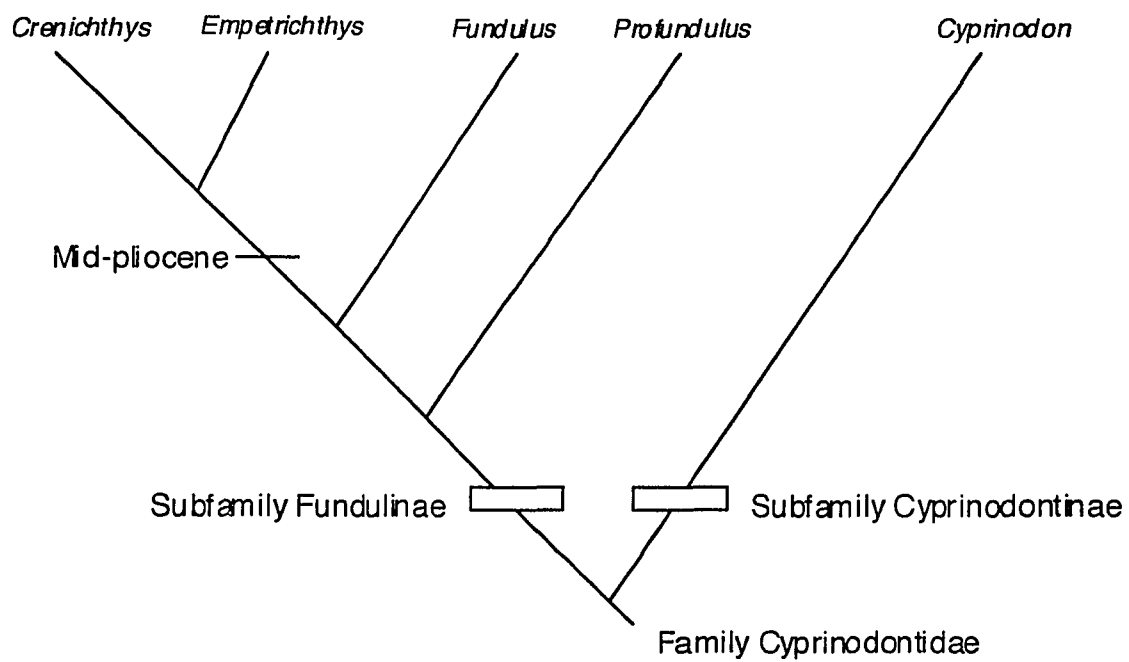 Crenichthys
Empetrichthys
Fundulus
Profundulus
Cyprinodon
Mid-pliocene
Subfamily Fundulinae
Subfamily Cyprinodontinae
Family Cyprinodontidae